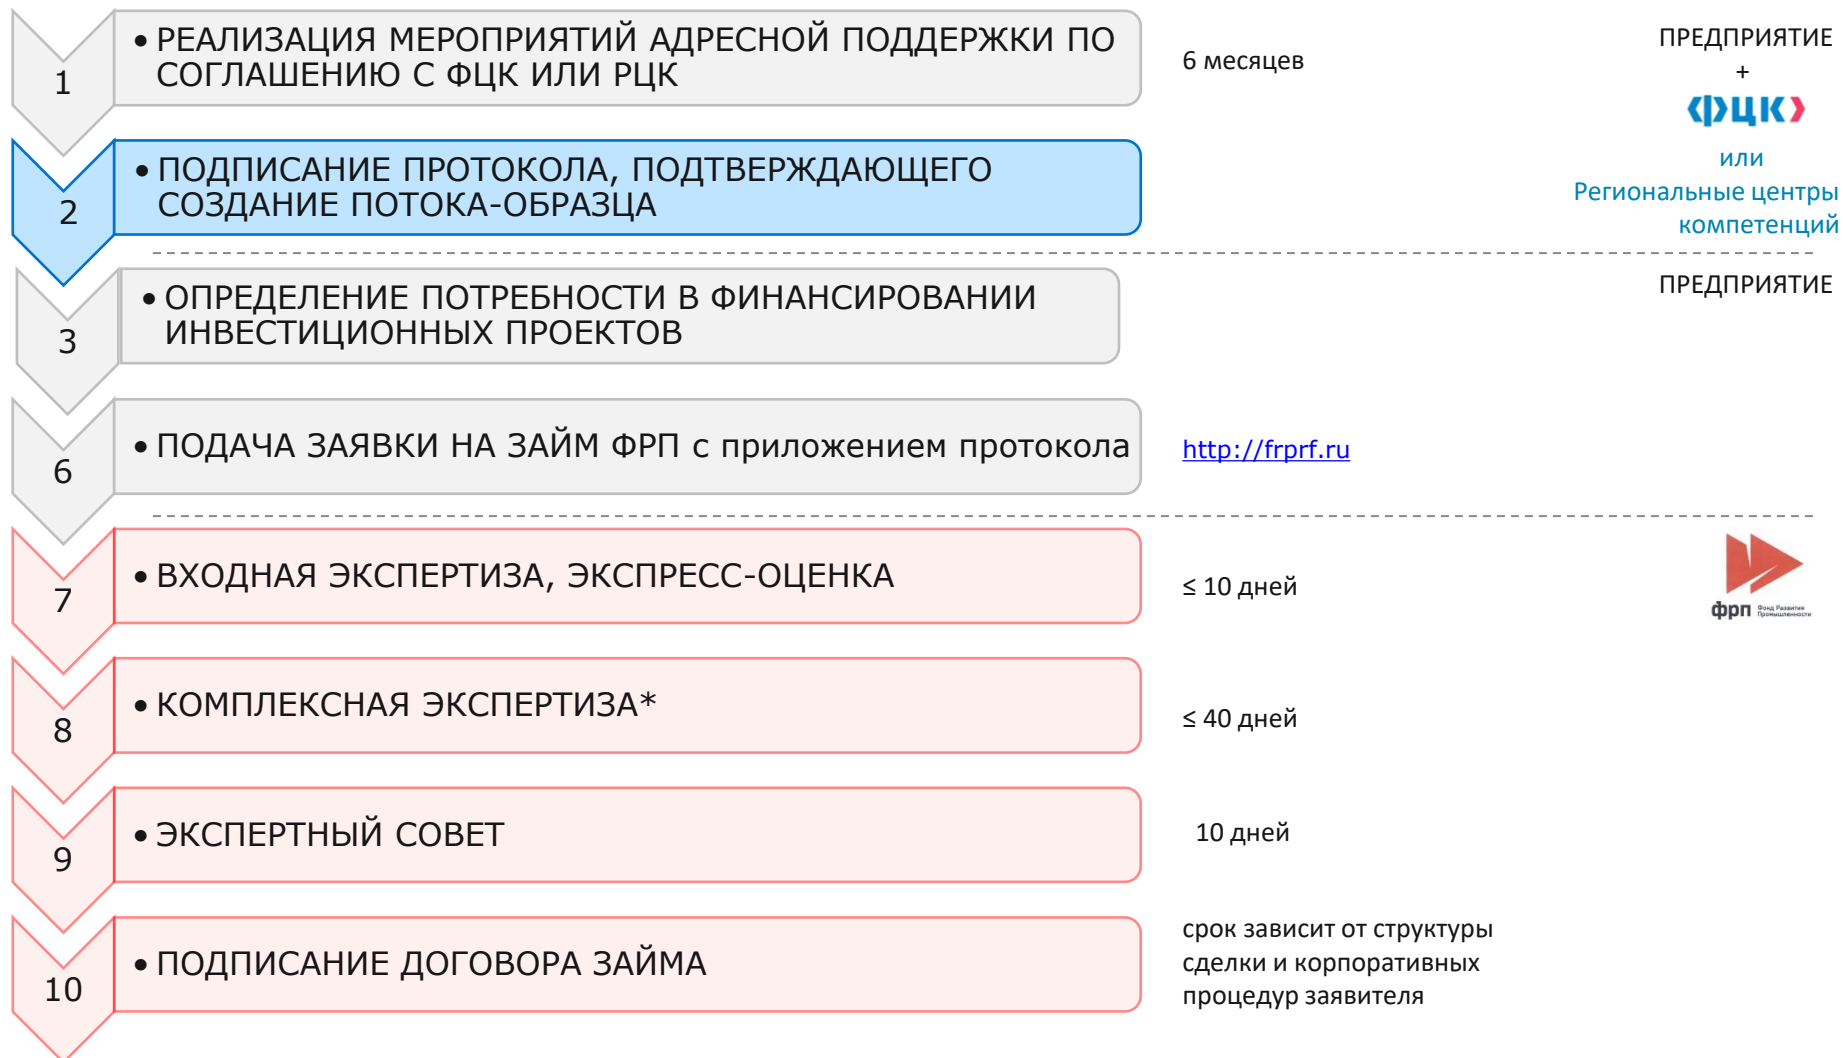 1
• РЕАЛИЗАЦИЯ МЕРОПРИЯТИЙ АДРЕСНОЙ ПОДДЕРЖКИ ПО
СОГЛАШЕНИЮ С ФЦК ИЛИ РЦК
6 месяцев
ПРЕДПРИЯТИЕ
+
ФЦК
или
Региональные центры
компетенций
2
• ПОДПИСАНИЕ ПРОТОКОЛА, ПОДТВЕРЖДАЮЩЕГО
СОЗДАНИЕ ПОТОКА-ОБРАЗЦА
3
• ОПРЕДЕЛЕНИЕ ПОТРЕБНОСТИ В ФИНАНСИРОВАНИИ
ИНВЕСТИЦИОННЫХ ПРОЕКТОВ
ПРЕДПРИЯТИЕ
6
• ПОДАЧА ЗАЯВКИ НА ЗАЙМ ФРП с приложением протокола
http://frprf.ru
7
• ВХОДНАЯ ЭКСПЕРТИЗА, ЭКСПРЕСС-ОЦЕНКА
≤ 10 дней
фрп
Фонд Развития
Промышленности
8
• КОМПЛЕКСНАЯ ЭКСПЕРТИЗА*
≤ 40 дней
9
• ЭКСПЕРТНЫЙ СОВЕТ
10 дней
10
• ПОДПИСАНИЕ ДОГОВОРА ЗАЙМА
срок зависит от структуры
сделки и корпоративных
процедур заявителя